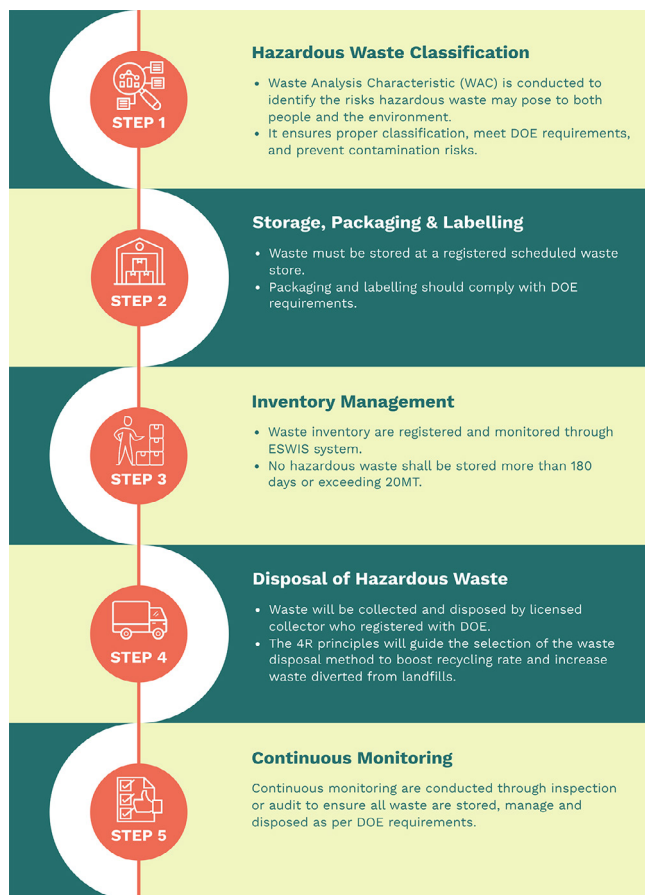 Hazardous Waste Classification
• Waste Analysis Characteristic (WAC) is conducted to
identify the risks hazardous waste may pose to both
people and the environment.
• It ensures proper classification, meet DOE requirements,
and prevent contamination risks.
STEP 1
Storage, Packaging & Labelling
• Waste must be stored at a registered scheduled waste
store.
• Packaging and labelling should comply with DOE
requirements.
STEP 2
Inventory Management
• Waste inventory are registered and monitored through
ESWIS system.
• No hazardous waste shall be stored more than 180
days or exceeding 20MT.
STEP 3
Disposal of Hazardous Waste
• Waste will be collected and disposed by licensed
collector who registered with DOE.
• The 4R principles will guide the selection of the waste
disposal method to boost recycling rate and increase
waste diverted from landfills.
STEP 4
Continuous Monitoring
Continuous monitoring are conducted through inspection
or audit to ensure all waste are stored, manage and
disposed as per DOE requirements.
STEP 5